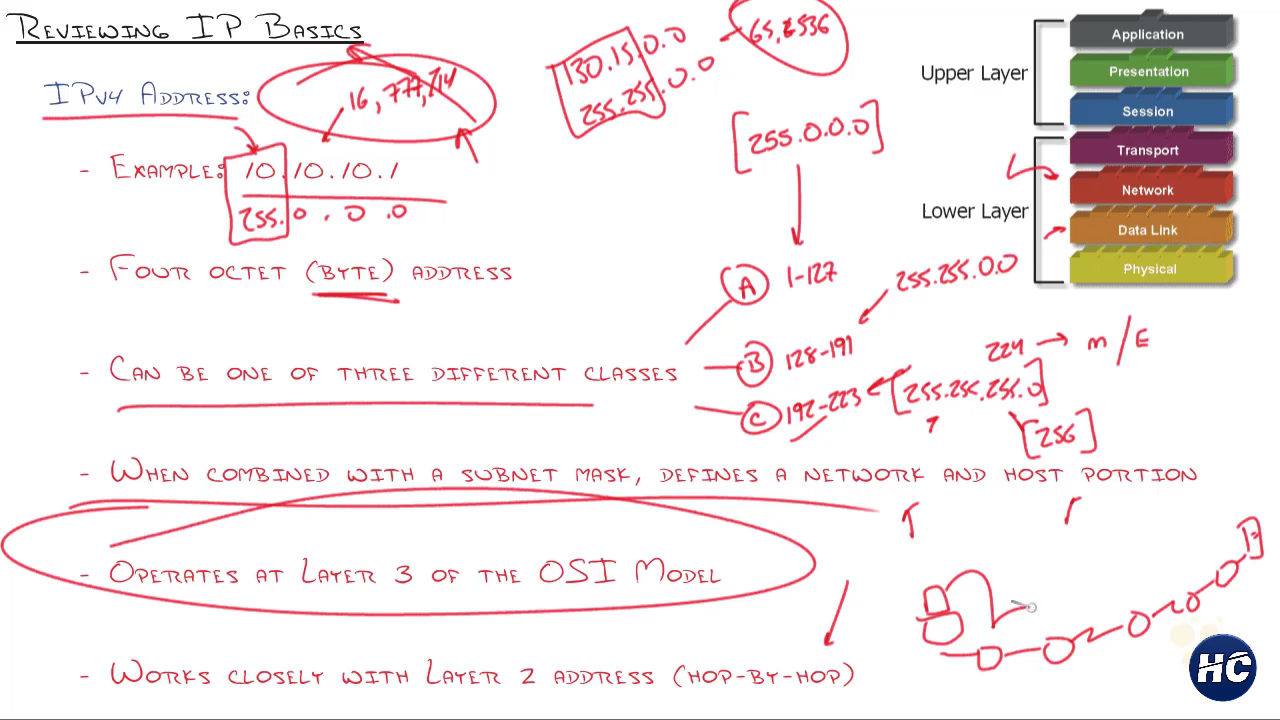 REVIEWING IP BASICS
IPV4 ADDRESS:
16,777,214
- EXAMPLE: 10.10.10.1
255.0.0.0
- FOUR OCTET (BYTE) ADDRESS
- CAN BE ONE OF THREE DIFFERENT CLASSES
- WHEN COMBINED WITH A SUBNET MASK, DEFINES A NETWORK AND HOST PORTION
- OPERATES AT LAYER 3 OF THE OSI MODEL
- WORKS CLOSELY WITH LAYER 2 ADDRESS (HOP-BY-HOP)
130.15.0.0
255.255.0.0
65,536
[255.0.0.0]
A 1-127
255.255.0.0
B 128-191
224 → m/E
C 192-223
[255.255.255.0]
[256]
Upper Layer
Application
Presentation
Session
Lower Layer
Transport
Network
Data Link
Physical
HC